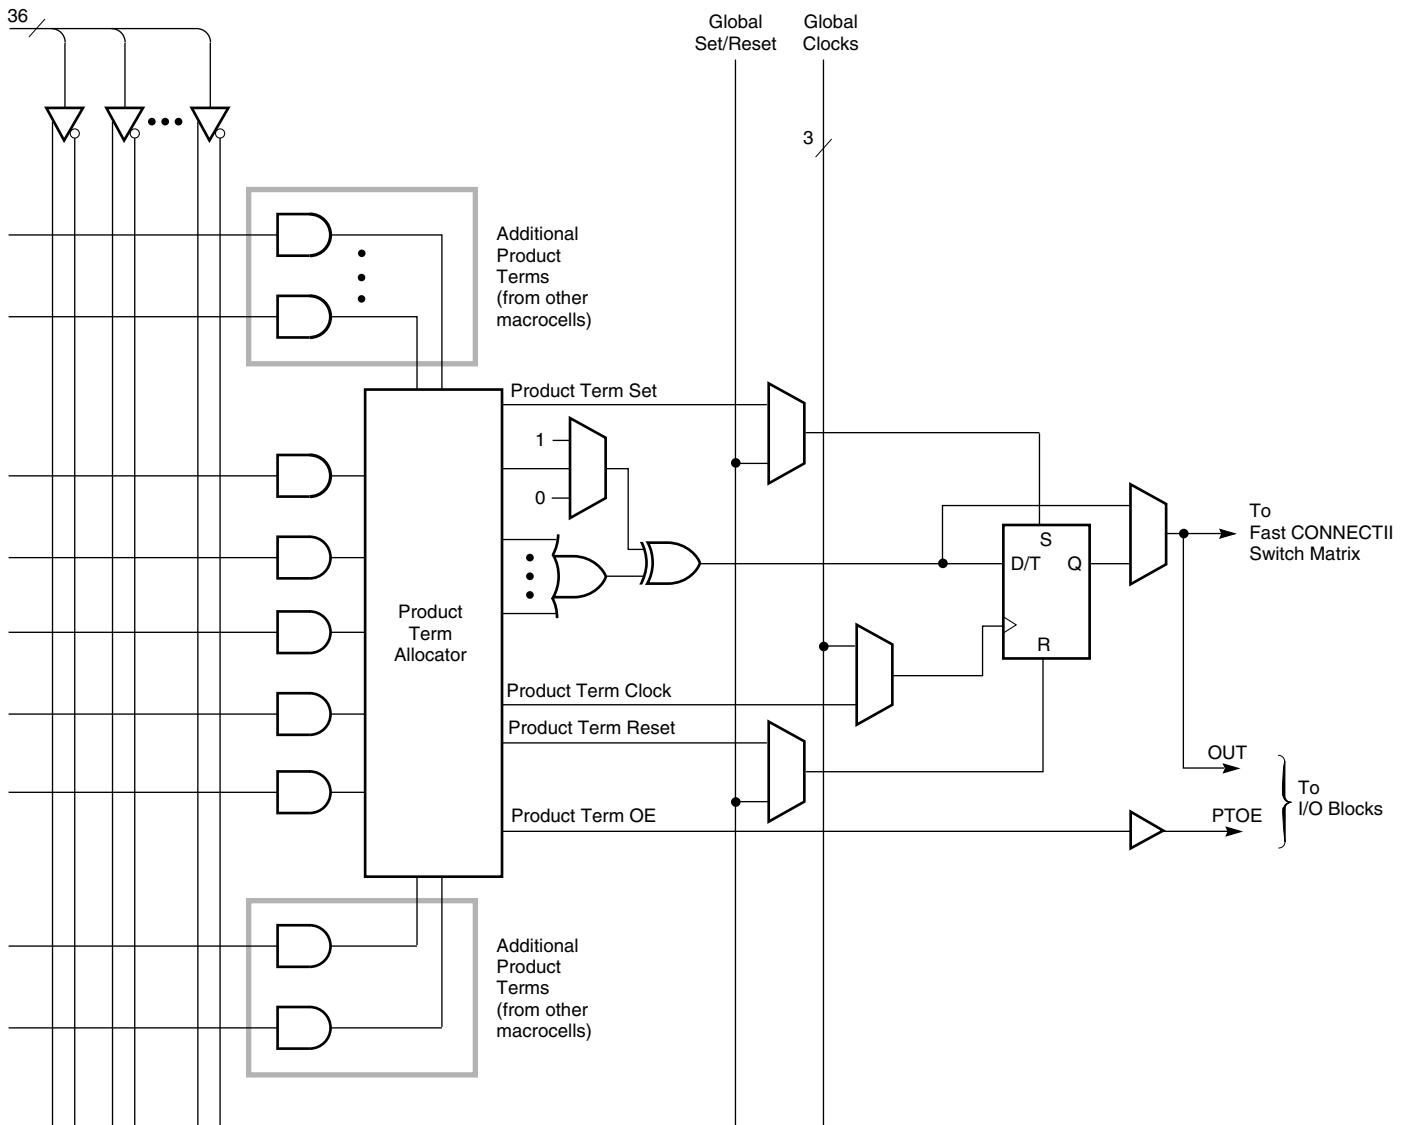 36
Global
Set/Reset
Global
Clocks
3
Additional
Product
Terms
(from other
macrocells)
Product Term Set
1
0
To
Fast CONNECTII
Switch Matrix
S
D/T Q
R
Product
Term
Allocator
Product Term Clock
Product Term Reset
OUT
To
I/O Blocks
Product Term OE
PTOE
Additional
Product
Terms
(from other
macrocells)